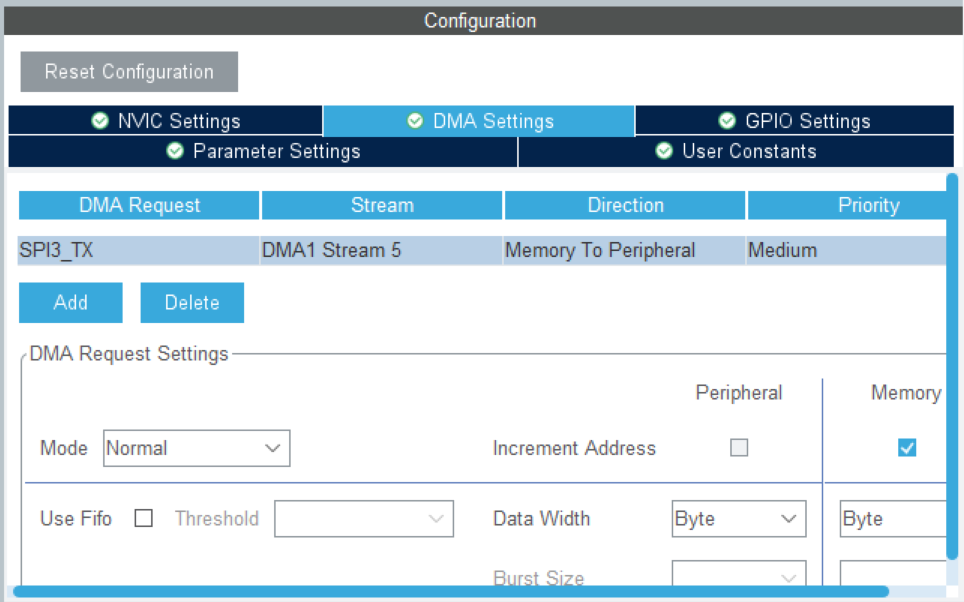 Configuration
Reset Configuration
NVIC Settings
DMA Settings
GPIO Settings
Parameter Settings
User Constants
DMA Request Stream Direction Priority
SPI3_TX DMA1 Stream 5 Memory To Peripheral Medium
Add Delete
DMA Request Settings
Peripheral Memory
Mode Normal Increment Address
Use Fifo Threshold Data Width Byte Byte
Burst Size